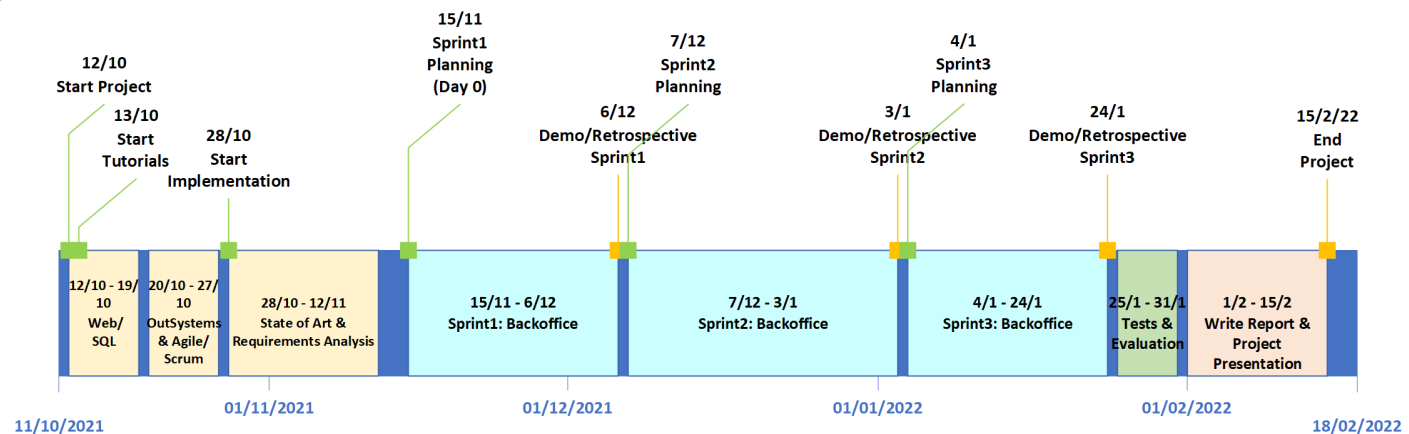 12/10
Start Project
13/10
Start
Tutorials
28/10
Start
Implementation
15/11
Sprint1
Planning
(Day 0)
6/12
Demo/Retrospective
Sprint1
7/12
Sprint2
Planning
3/1
Demo/Retrospective
Sprint2
4/1
Sprint3
Planning
24/1
Demo/Retrospective
Sprint3
15/2/22
End
Project
12/10 - 19/
10
Web/
SQL
20/10 - 27/
10
OutSystems
& Agile/
Scrum
28/10 - 12/11
State of Art &
Requirements Analysis
15/11 - 6/12
Sprint1: Backoffice
7/12 - 3/1
Sprint2: Backoffice
4/1 - 24/1
Sprint3: Backoffice
25/1 - 31/1
Tests &
Evaluation
1/2 - 15/2
Write Report &
Project
Presentation
11/10/2021
01/11/2021
01/12/2021
01/01/2022
01/02/2022
18/02/2022